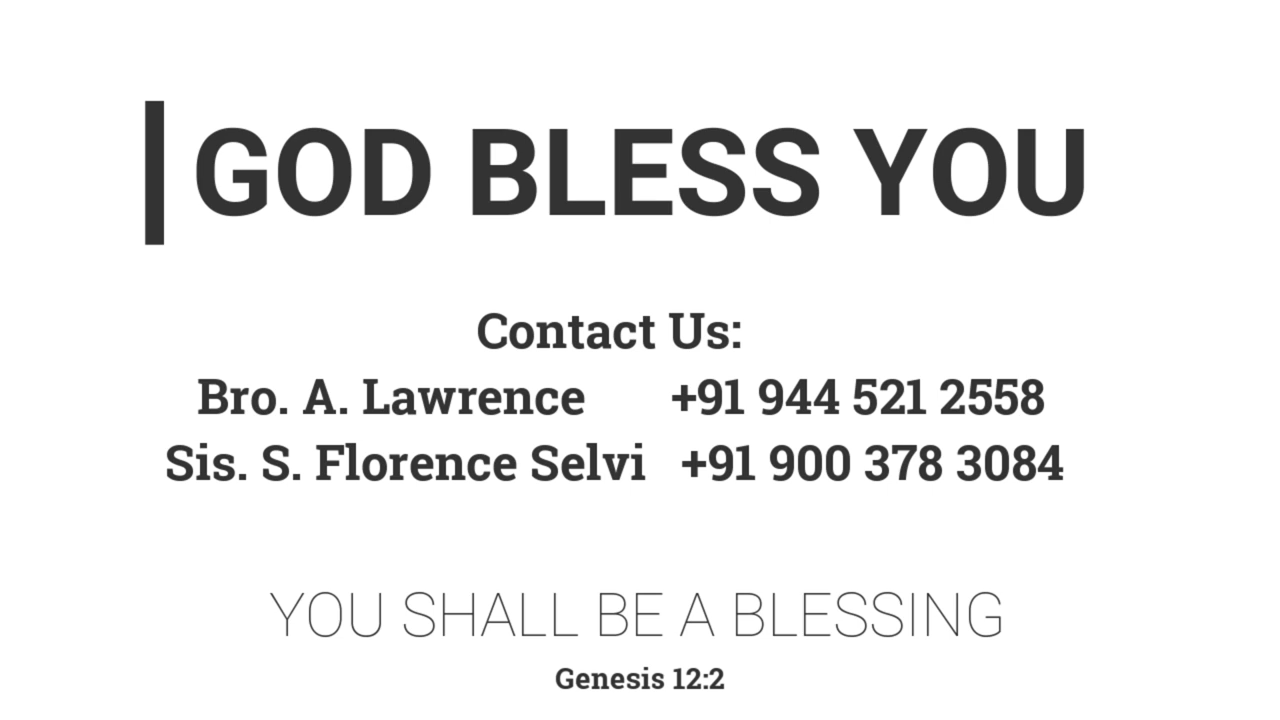 GOD BLESS YOU
Contact Us:
Bro. A. Lawrence +91 944 521 2558
Sis. S. Florence Selvi +91 900 378 3084
YOU SHALL BE A BLESSING
Genesis 12:2